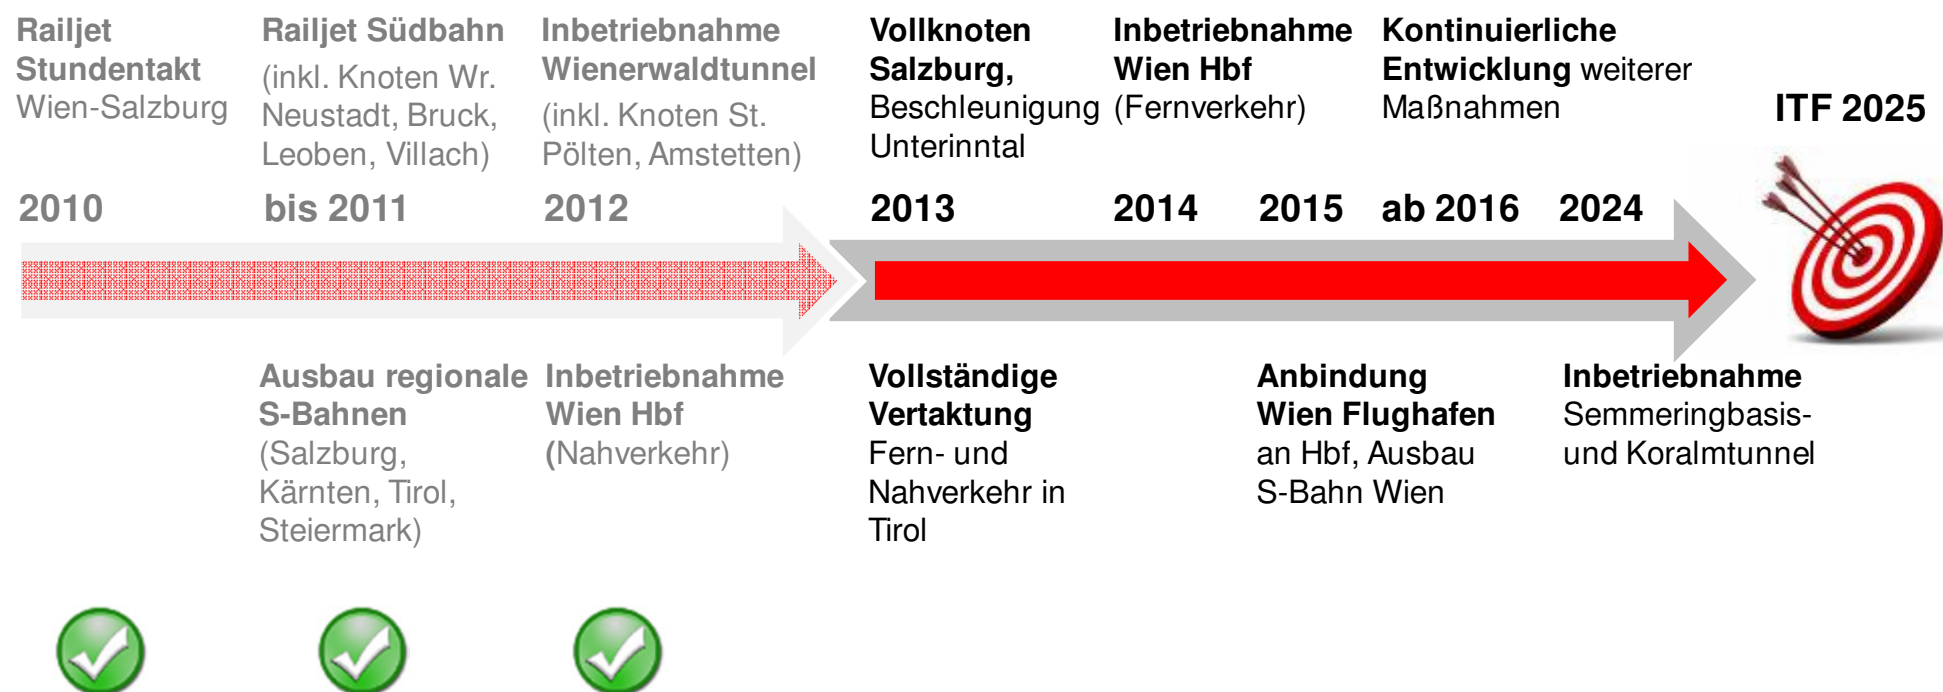 Railjet
Stundentakt
Wien-Salzburg
Railjet Südbahn
(inkl. Knoten Wr.
Neustadt, Bruck,
Leoben, Villach)
Inbetriebnahme
Wienerwaldtunnel
(inkl. Knoten St.
Pölten, Amstetten)
Vollknoten
Salzburg,
Beschleunigung
Unterinntal
Inbetriebnahme
Wien Hbf
(Fernverkehr)
Kontinuierliche
Entwicklung weiterer
Maßnahmen
ITF 2025
2010
bis 2011
2012
2013
2014
2015
ab 2016
2024
Ausbau regionale
S-Bahnen
(Salzburg,
Kärnten, Tirol,
Steiermark)
Inbetriebnahme
Wien Hbf
(Nahverkehr)
Vollständige
Vertaktung
Fern- und
Nahverkehr in
Tirol
Anbindung
Wien Flughafen
an Hbf, Ausbau
S-Bahn Wien
Inbetriebnahme
Semmeringbasis-
und Koralmtunnel